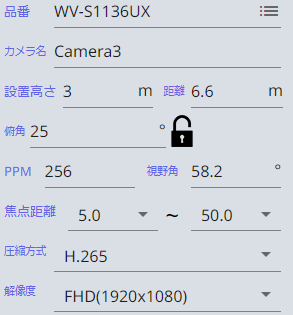 品番 WV-S1136UX
カメラ名 Camera3
設置高さ 3 m 距離 6.6 m
俯角 25 °
PPM 256 視野角 58.2 °
焦点距離 5.0 ~ 50.0
圧縮方式 H.265
解像度 FHD(1920x1080)